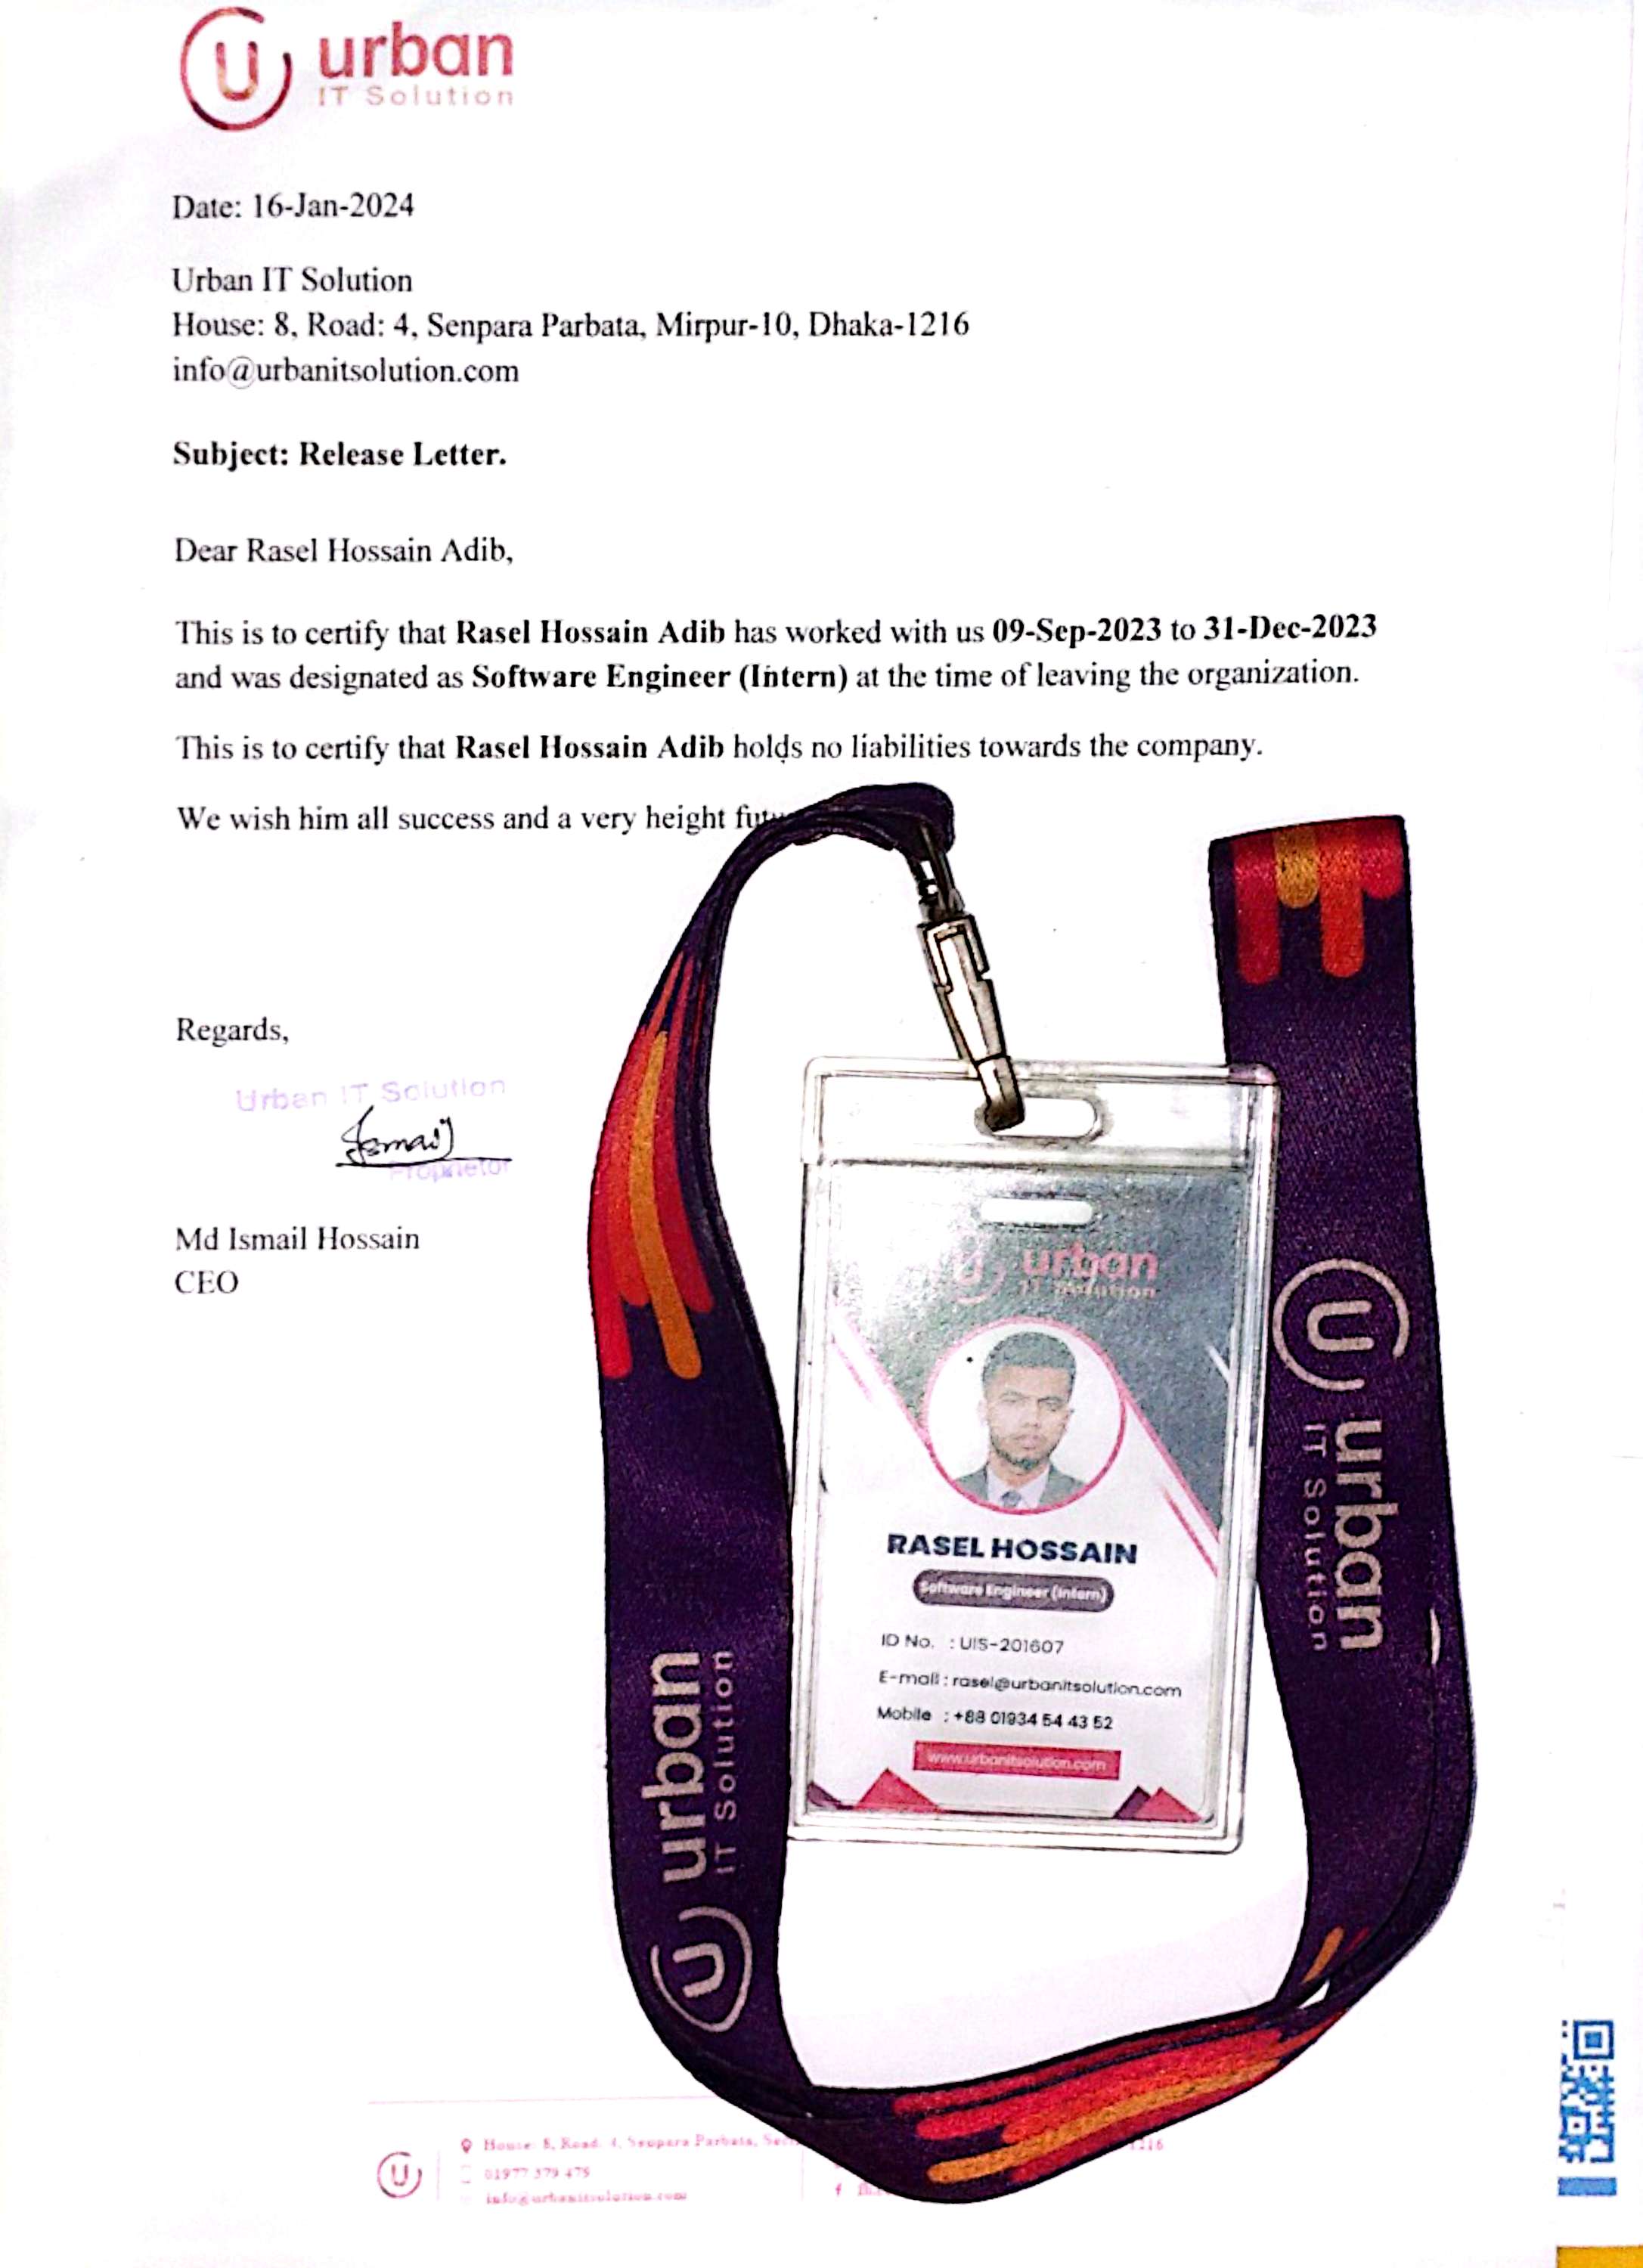 urban
IT Solution
Date: 16-Jan-2024
Urban IT Solution
House: 8, Road: 4, Senpara Parbata, Mirpur-10, Dhaka-1216
info@urbanitsolution.com
Subject: Release Letter.
Dear Rasel Hossain Adib,
This is to certify that Rasel Hossain Adib has worked with us 09-Sep-2023 to 31-Dec-2023
and was designated as Software Engineer (Intern) at the time of leaving the organization.
This is to certify that Rasel Hossain Adib holds no liabilities towards the company.
We wish him all success and a very height
Regards,
Urban IT Solution
Ismail
Proprietor
Md Ismail Hossain
CEO
urban
IT Solution
RASEL HOSSAIN
Software Engineer (Intern)
ID No. : UIS-201607
E-mail : rasel@urbanitsolution.com
Mobile : +88 01934 54 43 52
www.urbanitsolution.com
urban
IT Solution
urban
IT Solution
House: 8, Road: 4, Senpara Parbata,
1216
01977 379 479
info@urbanitsolution.com